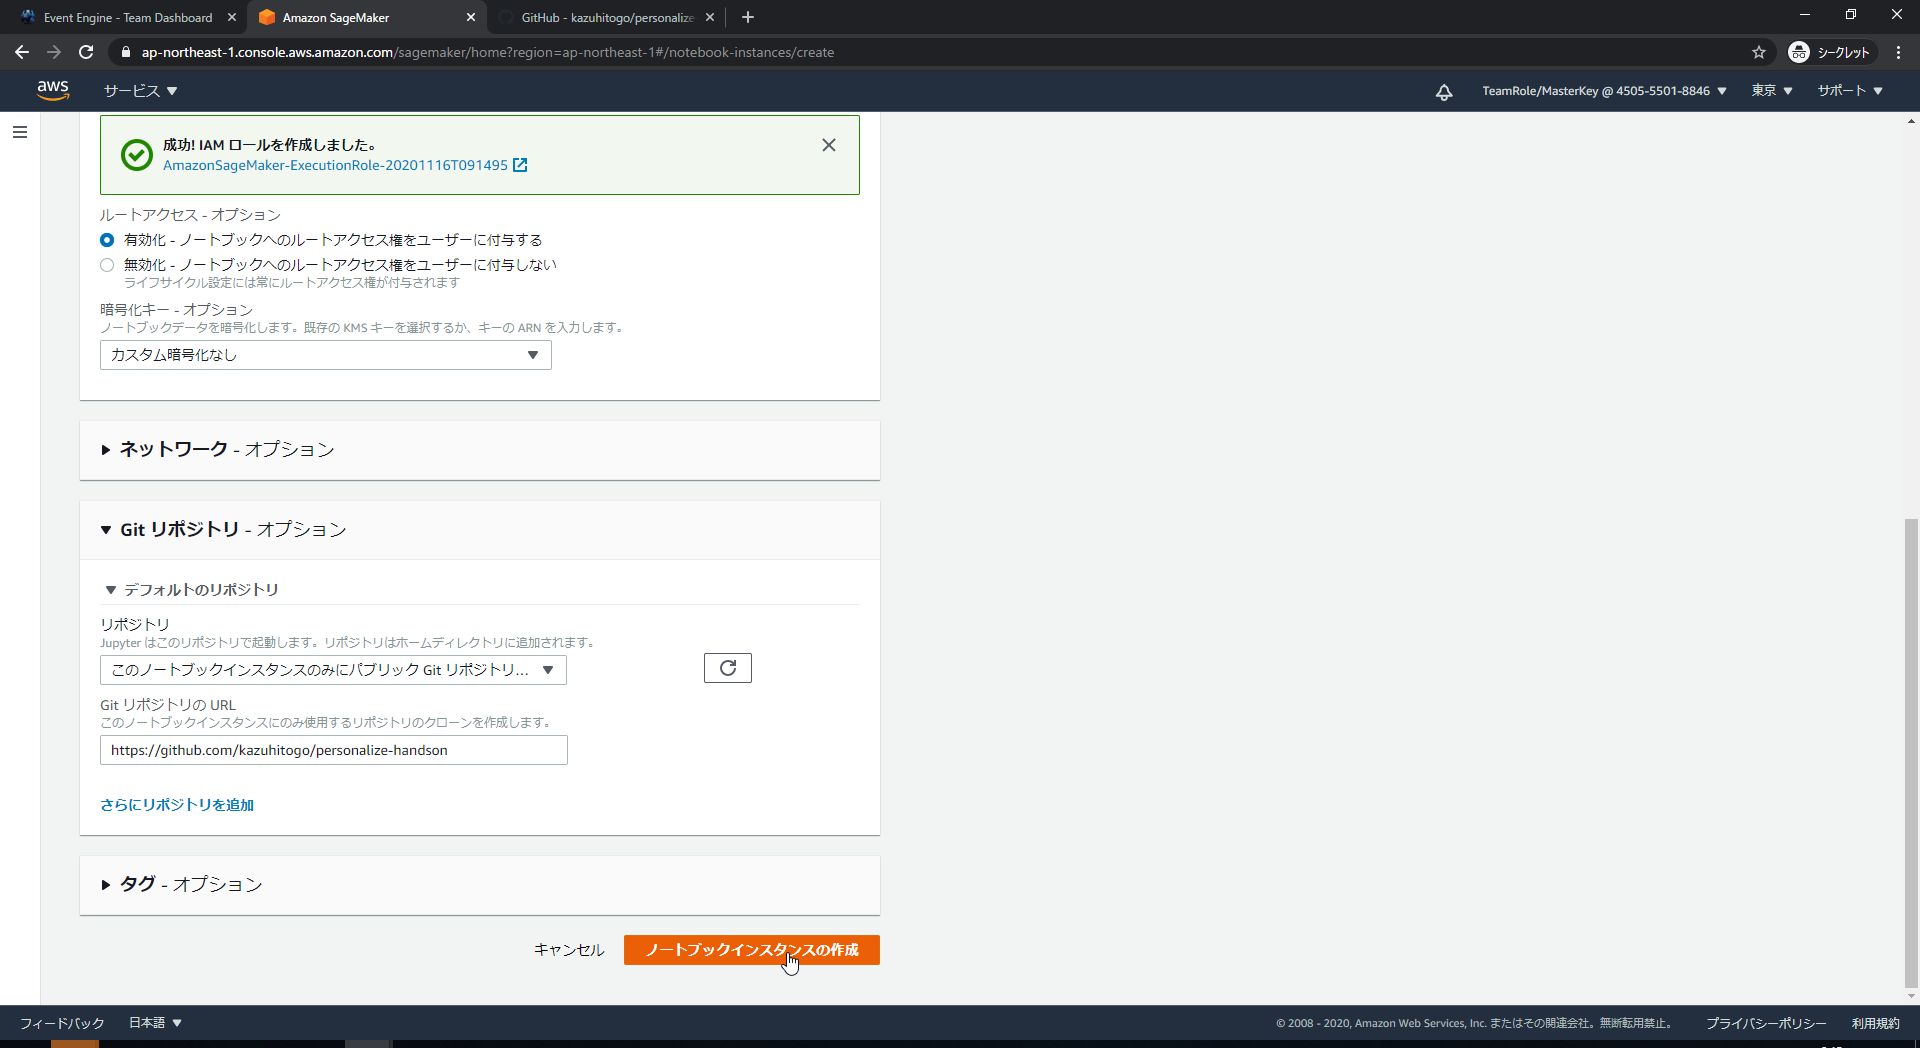 Event Engine - Team Dashboard
Amazon SageMaker
GitHub - kazuhitogo/personalize
ap-northeast-1.console.aws.amazon.com/sagemaker/home?region=ap-northeast-1#/notebook-instances/create
シークレット
aws
サービス
TeamRole/MasterKey @ 4505-5501-8846
東京
サポート
成功! IAM ロールを作成しました。
AmazonSageMaker-ExecutionRole-20201116T091495
ルートアクセス - オプション
有効化 - ノートブックへのルートアクセス権をユーザーに付与する
無効化 - ノートブックへのルートアクセス権をユーザーに付与しない
ライフサイクル設定には常にルートアクセス権が付与されます
暗号化キー - オプション
ノートブックデータを暗号化します。既存の KMS キーを選択するか、キーの ARN を入力します。
カスタム暗号化なし
ネットワーク - オプション
Git リポジトリ - オプション
デフォルトのリポジトリ
リポジトリ
Jupyter はこのリポジトリで起動します。リポジトリはホームディレクトリに追加されます。
このノートブックインスタンスのみにパブリック Git リポジトリ...
Git リポジトリの URL
このノートブックインスタンスにのみ使用するリポジトリのクローンを作成します。
https://github.com/kazuhitogo/personalize-handson
さらにリポジトリを追加
タグ - オプション
キャンセル
ノートブックインスタンスの作成
フィードバック
日本語
© 2008 - 2020, Amazon Web Services, Inc. またはその関連会社。無断転用禁止。
プライバシーポリシー
利用規約